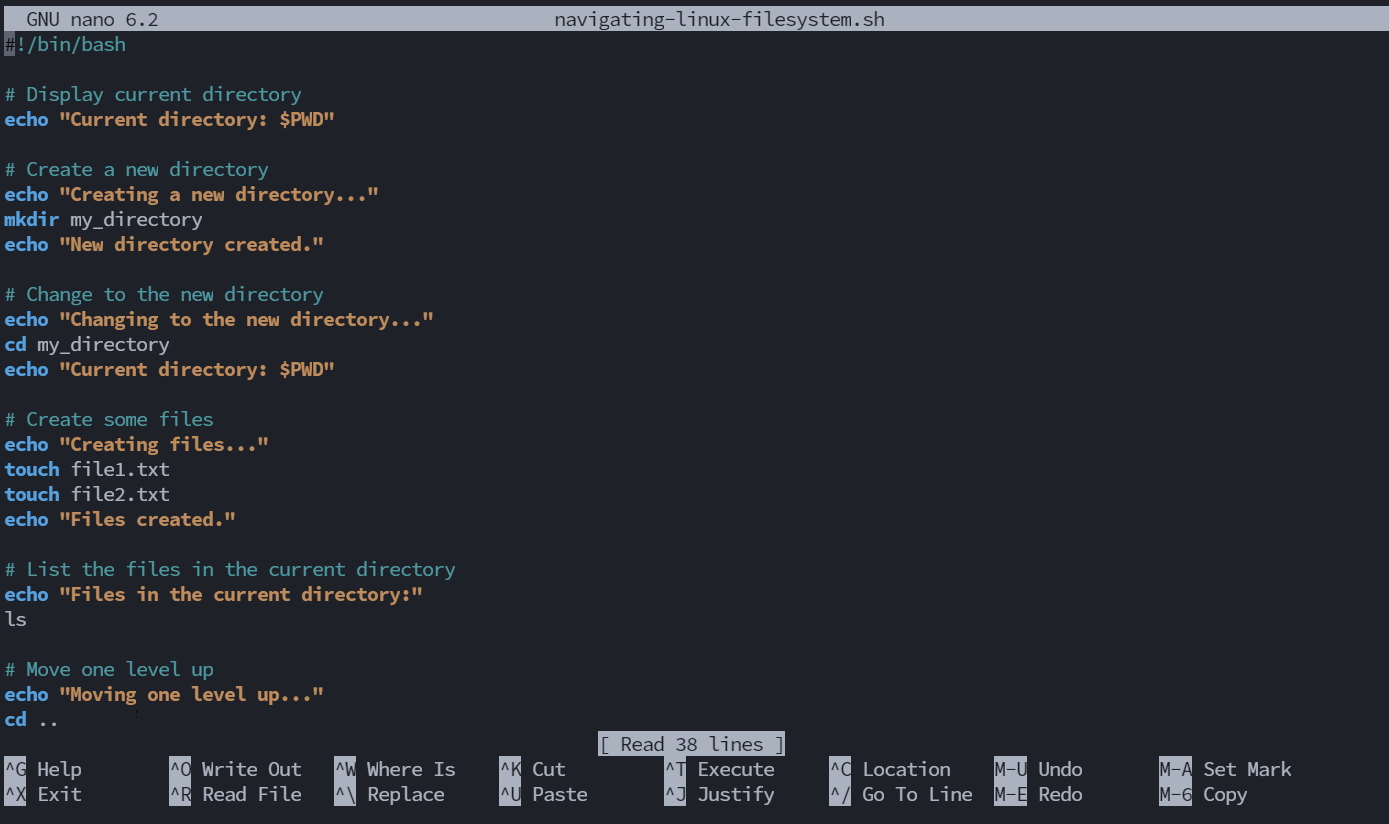 GNU nano 6.2 navigating-linux-filesystem.sh
#!/bin/bash

# Display current directory
echo "Current directory: $PWD"

# Create a new directory
echo "Creating a new directory..."
mkdir my_directory
echo "New directory created."

# Change to the new directory
echo "Changing to the new directory..."
cd my_directory
echo "Current directory: $PWD"

# Create some files
echo "Creating files..."
touch file1.txt
touch file2.txt
echo "Files created."

# List the files in the current directory
echo "Files in the current directory:"
ls

# Move one level up
echo "Moving one level up..."
cd ..
[ Read 38 lines ]
^G Help ^O Write Out ^W Where Is ^K Cut ^T Execute ^C Location M-U Undo M-A Set Mark
^X Exit ^R Read File ^\ Replace ^U Paste ^J Justify ^/ Go To Line M-E Redo M-6 Copy